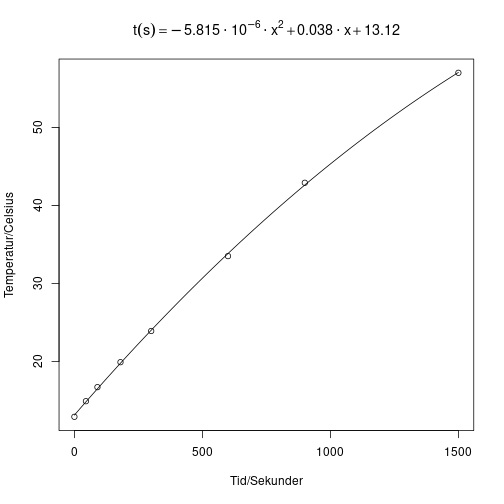 t(s) = − 5.815 · 10⁻⁶ · x² + 0.038 · x + 13.12
Temperatur/Celsius
50
40
30
20
0 500 1000 1500
Tid/Sekunder